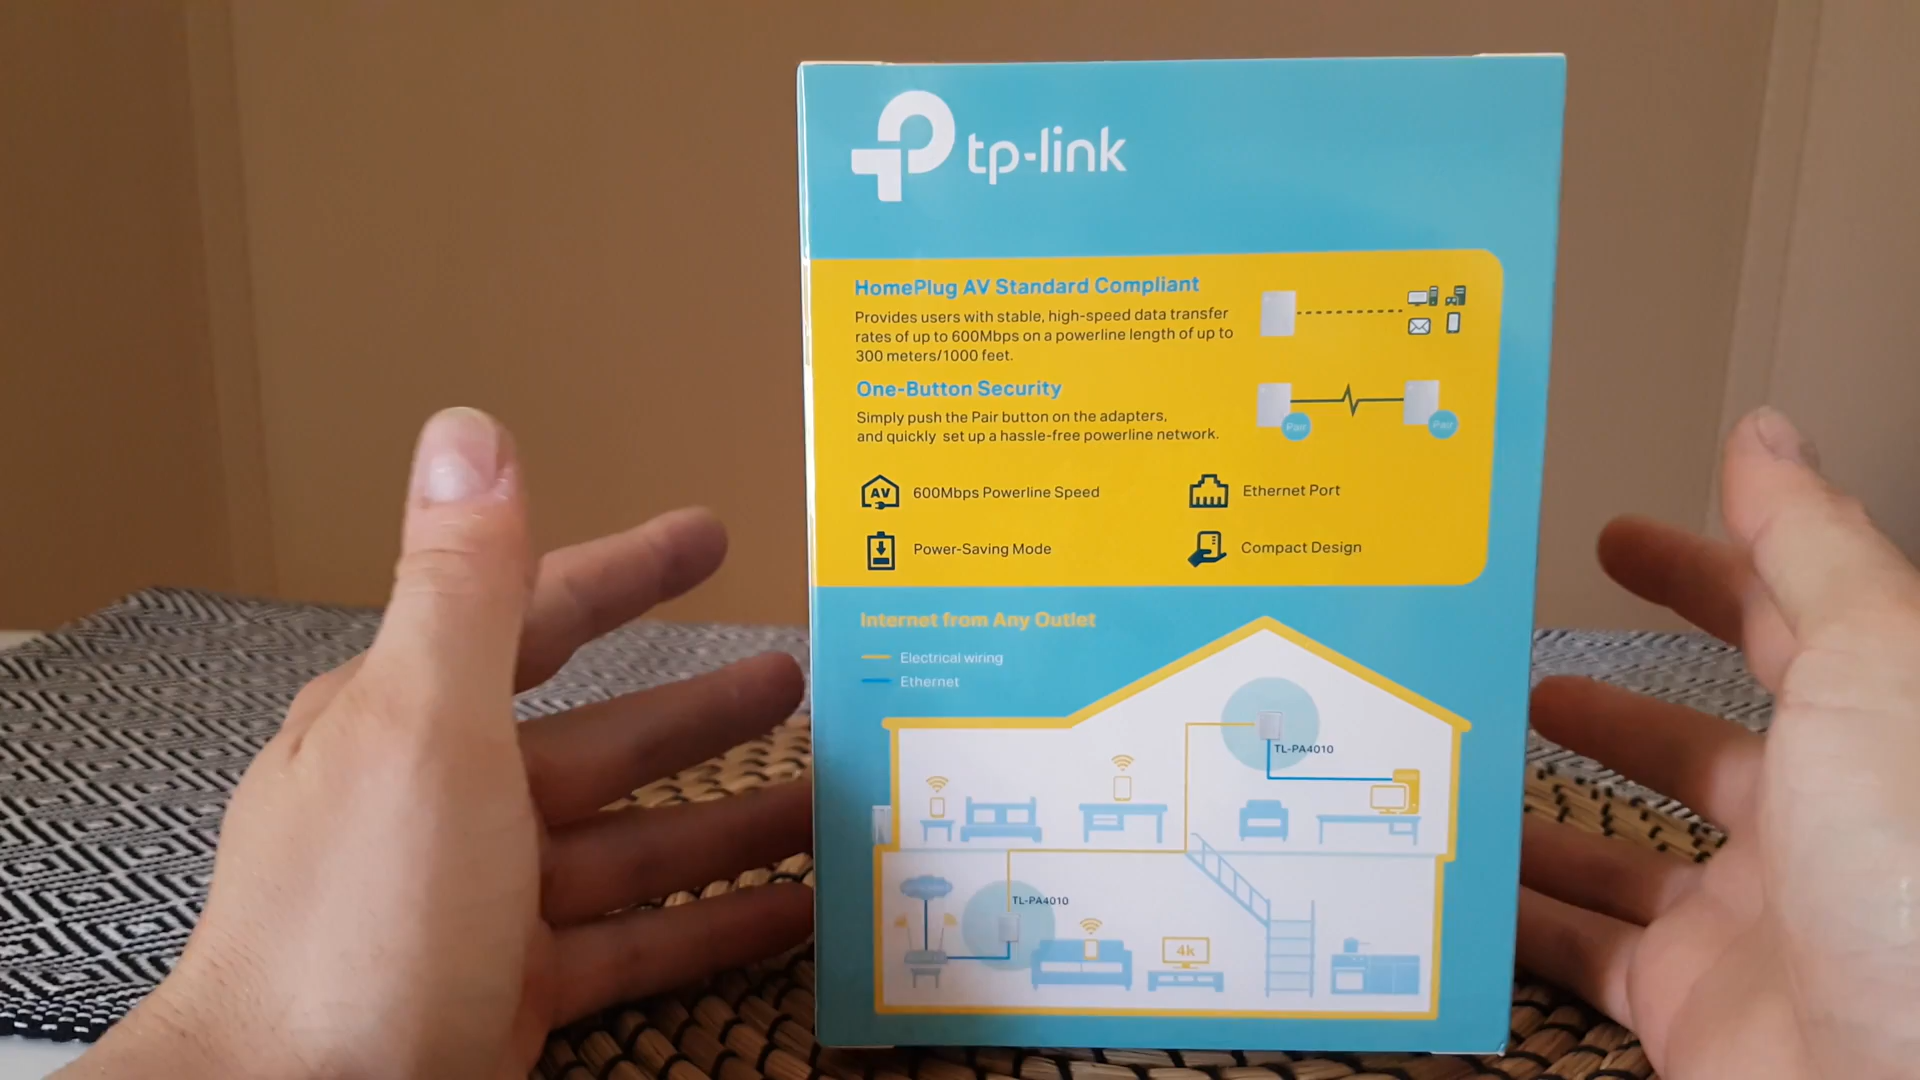 tp-link
HomePlug AV Standard Compliant
Provides users with stable, high-speed data transfer
rates of up to 600Mbps on a powerline length of up to
300 meters/1000 feet.
One-Button Security
Simply push the Pair button on the adapters,
and quickly set up a hassle-free powerline network.
Pair
Pair
AV
600Mbps Powerline Speed
Ethernet Port
Power-Saving Mode
Compact Design
Internet from Any Outlet
Electrical wiring
Ethernet
TL-PA4010
TL-PA4010
4k